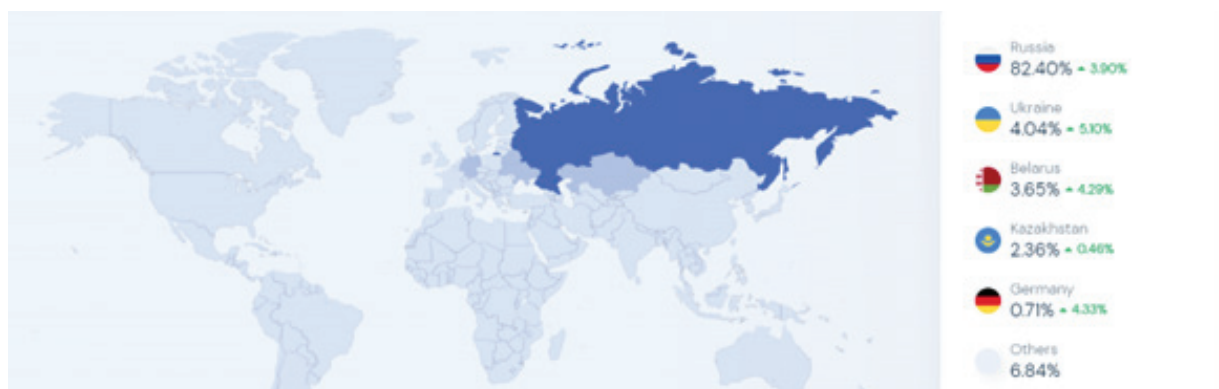 Russia
82.40% ▲ 3.90%
Ukraine
4.04% ▲ 5.10%
Belarus
3.65% ▲ 4.29%
Kazakhstan
2.36% ▲ 0.46%
Germany
0.71% ▲ 4.33%
Others
6.84%